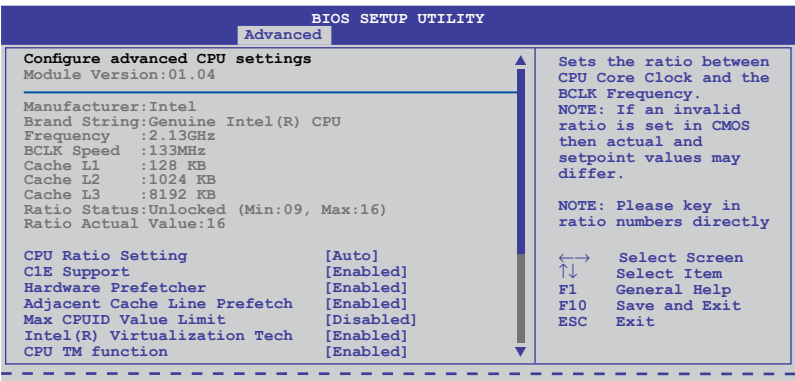 BIOS SETUP UTILITY
Advanced
Configure advanced CPU settings
Module Version:01.04
Manufacturer:Intel
Brand String:Genuine Intel(R) CPU
Frequency :2.13GHz
BCLK Speed :133MHz
Cache L1 :128 KB
Cache L2 :1024 KB
Cache L3 :8192 KB
Ratio Status:Unlocked (Min:09, Max:16)
Ratio Actual Value:16
CPU Ratio Setting [Auto]
C1E Support [Enabled]
Hardware Prefetcher [Enabled]
Adjacent Cache Line Prefetch [Enabled]
Max CPUID Value Limit [Disabled]
Intel(R) Virtualization Tech [Enabled]
CPU TM function [Enabled]
Sets the ratio between
CPU Core Clock and the
BCLK Frequency.
NOTE: If an invalid
ratio is set in CMOS
then actual and
setpoint values may
differ.
NOTE: Please key in
ratio numbers directly
←→ Select Screen
↑↓ Select Item
F1 General Help
F10 Save and Exit
ESC Exit